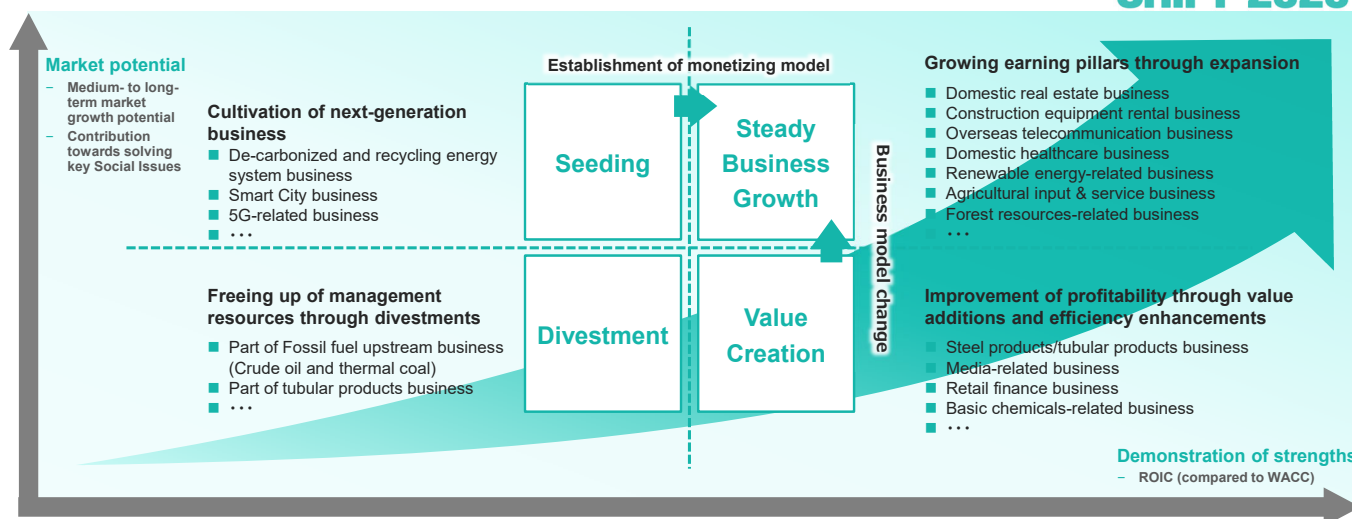 Market potential
– Medium- to long-
term market
growth potential
– Contribution
towards solving
key Social Issues
Cultivation of next-generation
business
■ De-carbonized and recycling energy
system business
■ Smart City business
■ 5G-related business
■ ･･･
Establishment of monetizing model
Seeding
Steady
Business
Growth
Growing earning pillars through expansion
■ Domestic real estate business
■ Construction equipment rental business
■ Overseas telecommunication business
■ Domestic healthcare business
■ Renewable energy-related business
■ Agricultural input & service business
■ Forest resources-related business
■ ･･･
Business model change
Freeing up of management
resources through divestments
■ Part of Fossil fuel upstream business
(Crude oil and thermal coal)
■ Part of tubular products business
■ ･･･
Divestment
Value
Creation
Improvement of profitability through value
additions and efficiency enhancements
■ Steel products/tubular products business
■ Media-related business
■ Retail finance business
■ Basic chemicals-related business
■ ･･･
Demonstration of strengths
– ROIC (compared to WACC)